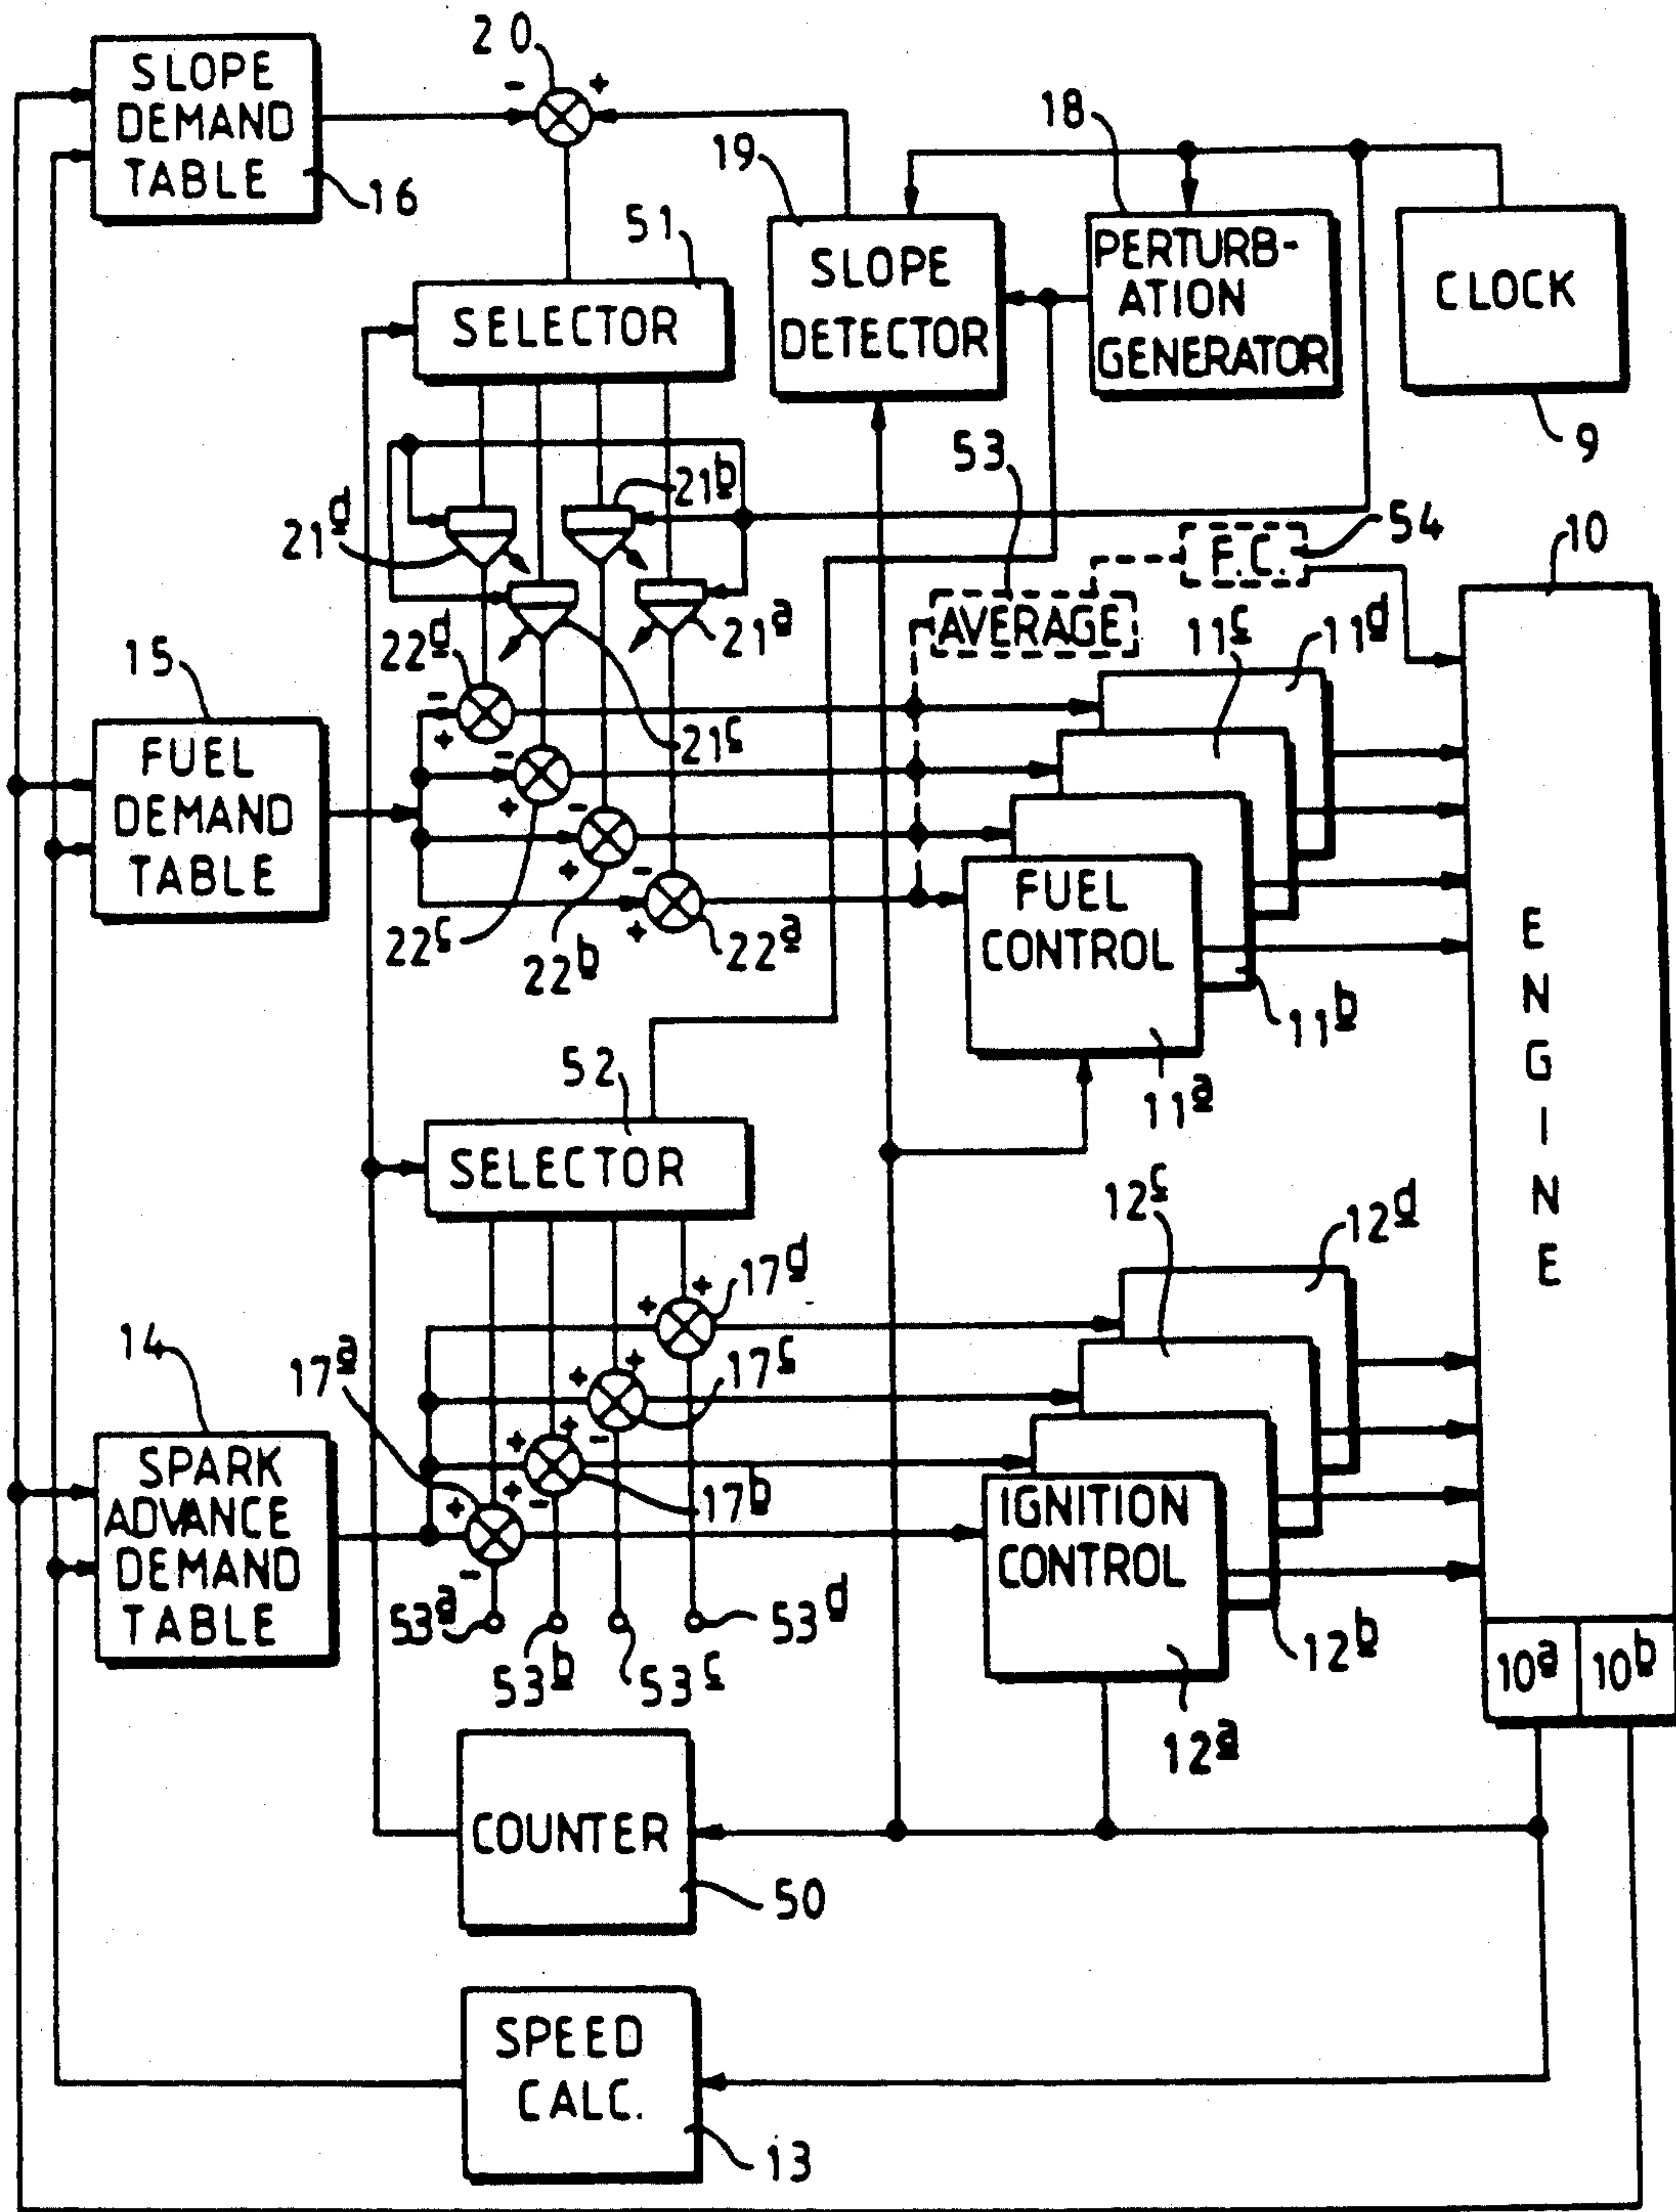 20
- +
SLOPE
DEMAND
TABLE
16
19
18
51
SELECTOR
SLOPE
DETECTOR
PERTURB-
ATION
GENERATOR
CLOCK
9
53
54
10
21d
21b
F.C.
AVERAGE
21a
21c
22d
11c
11d
15
FUEL
DEMAND
TABLE
- +
- +
- +
- +
22c
22b
22a
FUEL
CONTROL
11b
11a
ENGINE
52
SELECTOR
12c
12d
17d
17c
17b
17a
+ +
+ + -
+ + -
+ + -
14
SPARK
ADVANCE
DEMAND
TABLE
IGNITION
CONTROL
53a
53b
53c
53d
12b
12a
10a
10b
COUNTER
50
SPEED
CALC.
13